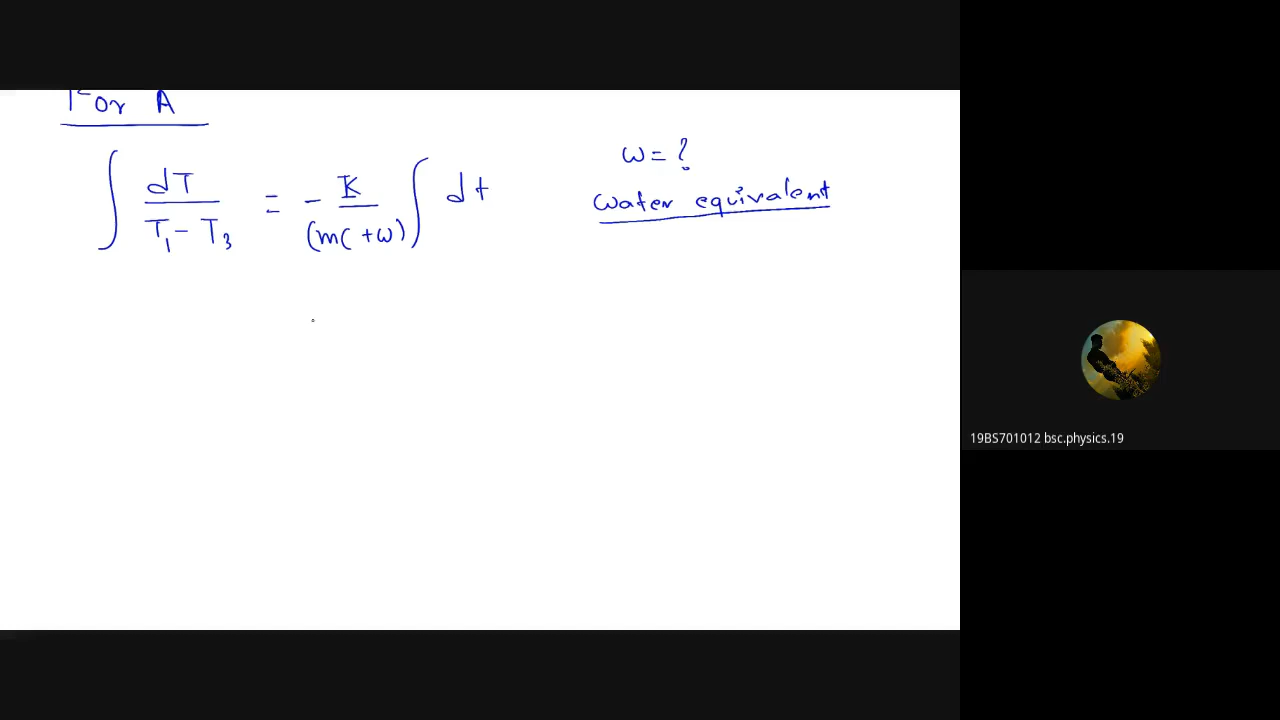 For A
∫ dT / (T₁ - T₃) = - K / (mc + ω) ∫ dt
ω = ?
water equivalent
19BS701012 bsc.physics.19